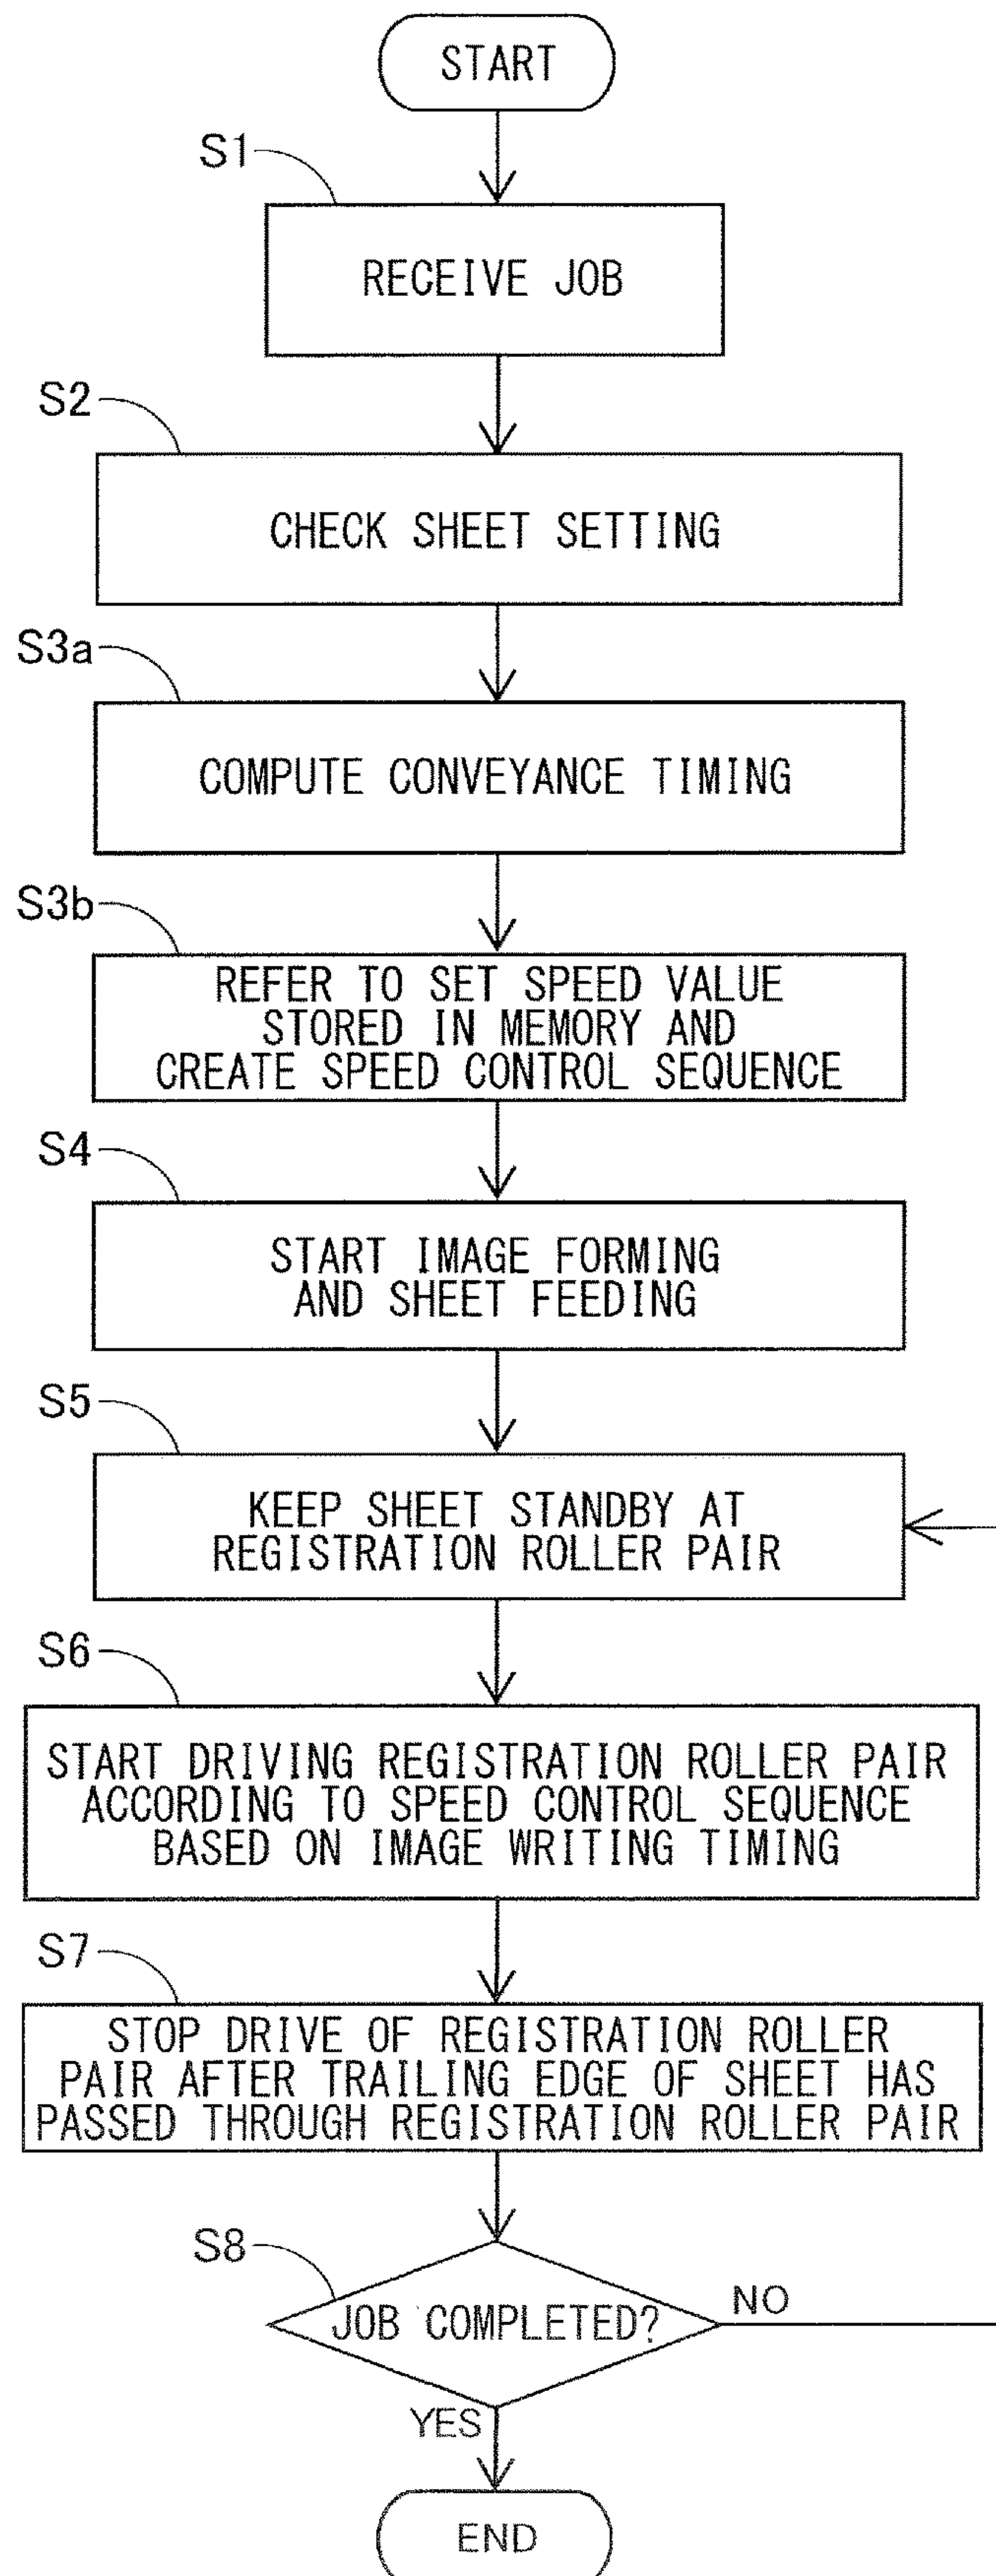 START
S1
RECEIVE JOB
S2
CHECK SHEET SETTING
S3a
COMPUTE CONVEYANCE TIMING
S3b
REFER TO SET SPEED VALUE
STORED IN MEMORY AND
CREATE SPEED CONTROL SEQUENCE
S4
START IMAGE FORMING
AND SHEET FEEDING
S5
KEEP SHEET STANDBY AT
REGISTRATION ROLLER PAIR
S6
START DRIVING REGISTRATION ROLLER PAIR
ACCORDING TO SPEED CONTROL SEQUENCE
BASED ON IMAGE WRITING TIMING
S7
STOP DRIVE OF REGISTRATION ROLLER
PAIR AFTER TRAILING EDGE OF SHEET HAS
PASSED THROUGH REGISTRATION ROLLER PAIR
S8
JOB COMPLETED?
NO
YES
END